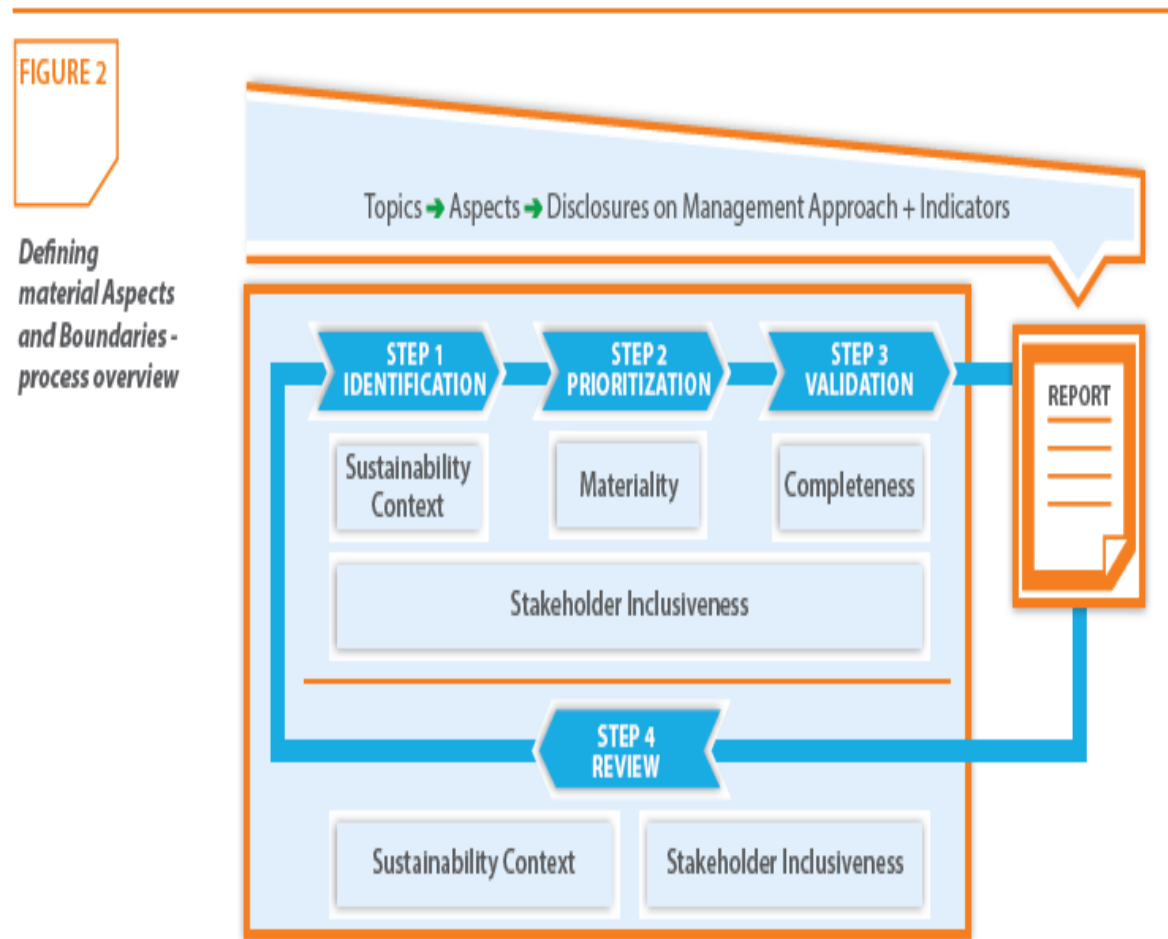 FIGURE 2
Defining
material Aspects
and Boundaries -
process overview
Topics ➔ Aspects ➔ Disclosures on Management Approach + Indicators
STEP 1
IDENTIFICATION
STEP 2
PRIORITIZATION
STEP 3
VALIDATION
REPORT
Sustainability
Context
Materiality
Completeness
Stakeholder Inclusiveness
STEP 4
REVIEW
Sustainability Context
Stakeholder Inclusiveness